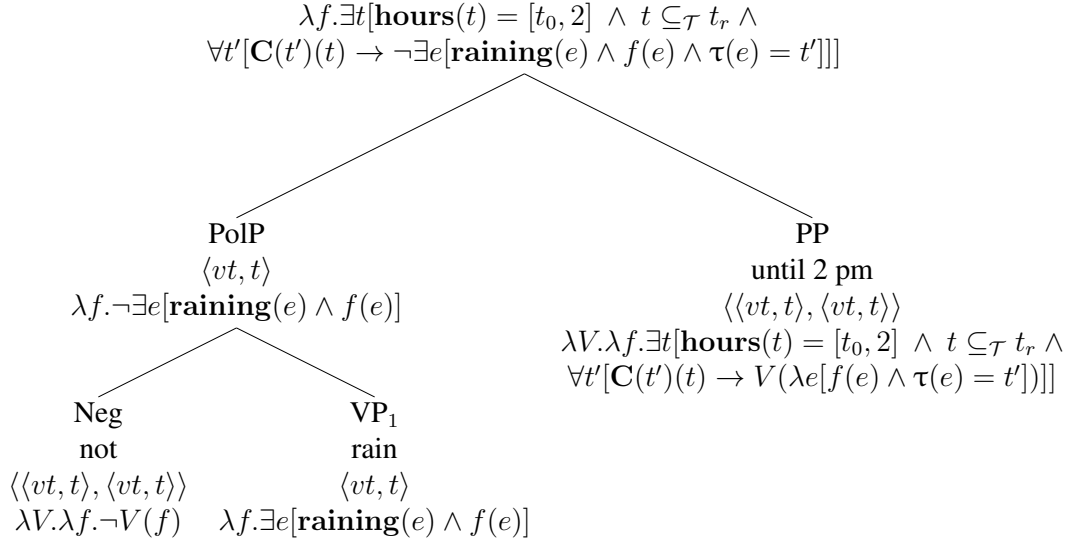 λf.∃t[hours(t) = [t₀, 2] ∧ t ⊆_𝒯 t_r ∧
∀t′[C(t′)(t) → ¬∃e[raining(e) ∧ f(e) ∧ τ(e) = t′]]]
PolP
⟨vt, t⟩
λf.¬∃e[raining(e) ∧ f(e)]
PP
until 2 pm
⟨⟨vt, t⟩, ⟨vt, t⟩⟩
λV.λf.∃t[hours(t) = [t₀, 2] ∧ t ⊆_𝒯 t_r ∧
∀t′[C(t′)(t) → V(λe[f(e) ∧ τ(e) = t′])]]
Neg
not
⟨⟨vt, t⟩, ⟨vt, t⟩⟩
λV.λf.¬V(f)
VP₁
rain
⟨vt, t⟩
λf.∃e[raining(e) ∧ f(e)]